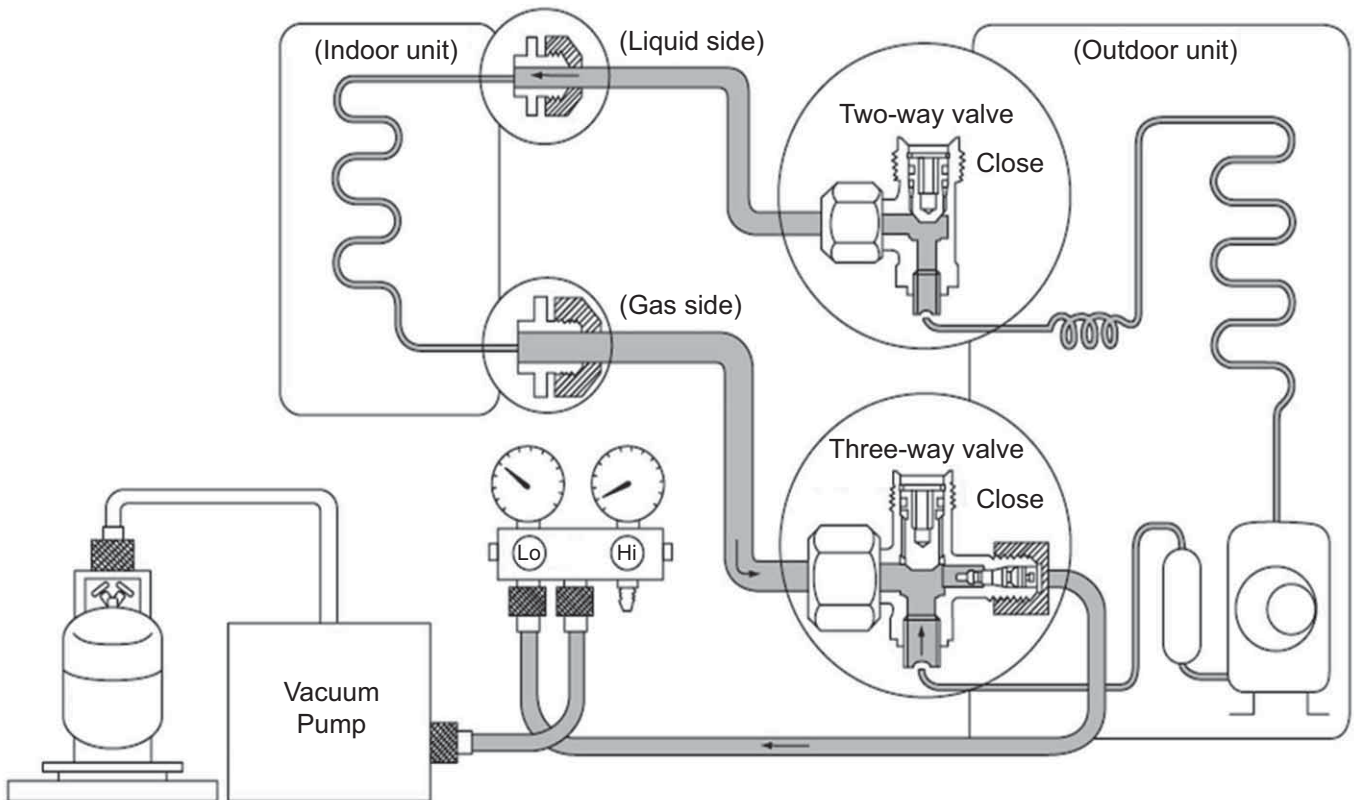 (Indoor unit)
(Liquid side)
(Outdoor unit)
Two-way valve
Close
(Gas side)
Three-way valve
Close
Lo
Hi
Vacuum
Pump